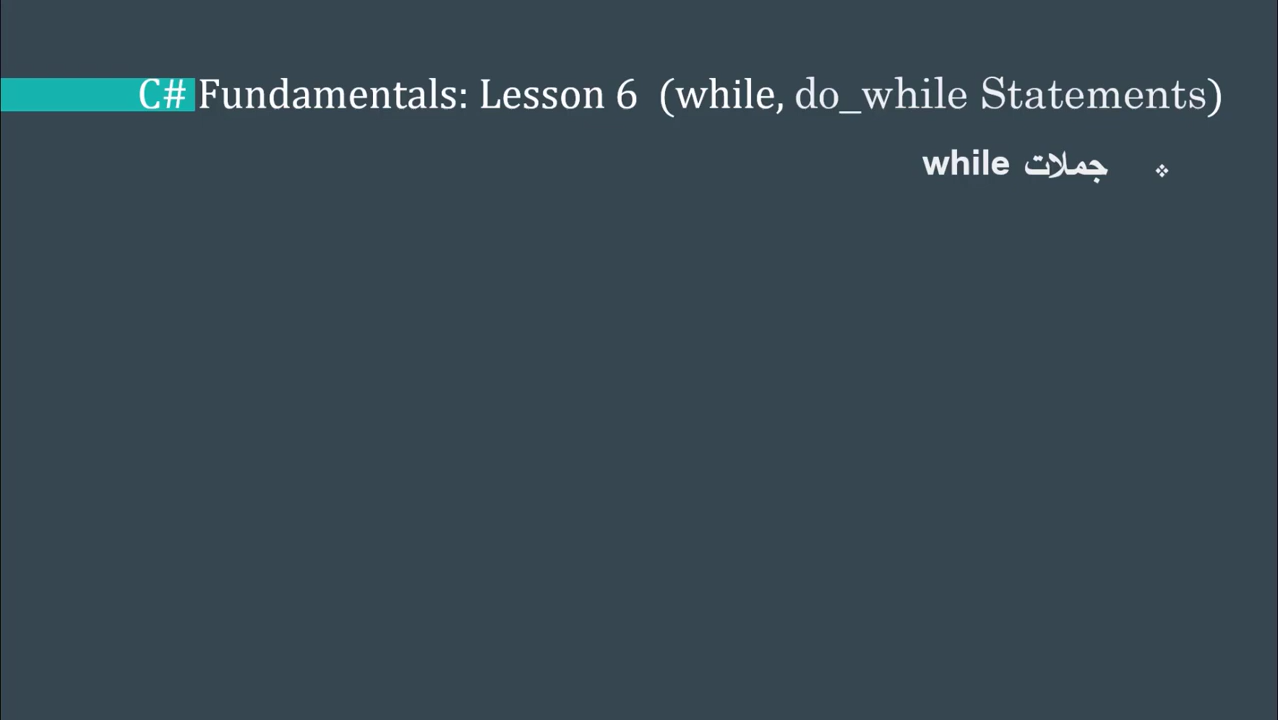 C# Fundamentals: Lesson 6 (while, do_while Statements)
❖ جملات while